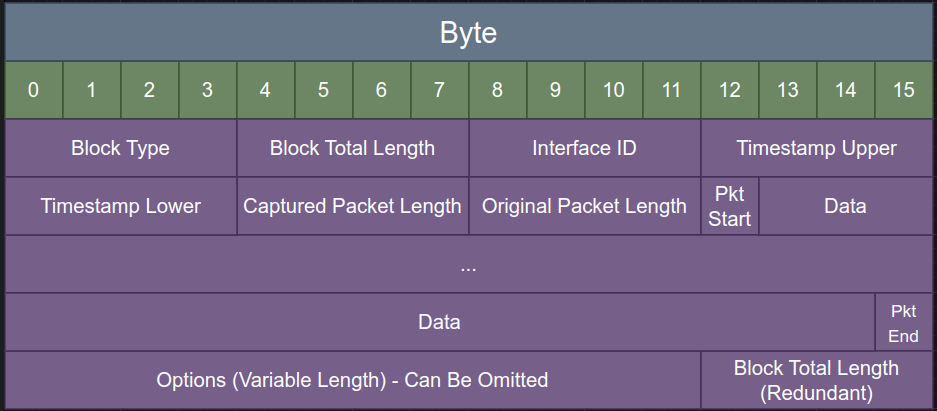 Byte
0 1 2 3 4 5 6 7 8 9 10 11 12 13 14 15
Block Type Block Total Length Interface ID Timestamp Upper
Timestamp Lower Captured Packet Length Original Packet Length Pkt Start Data
...
Data Pkt End
Options (Variable Length) - Can Be Omitted Block Total Length (Redundant)